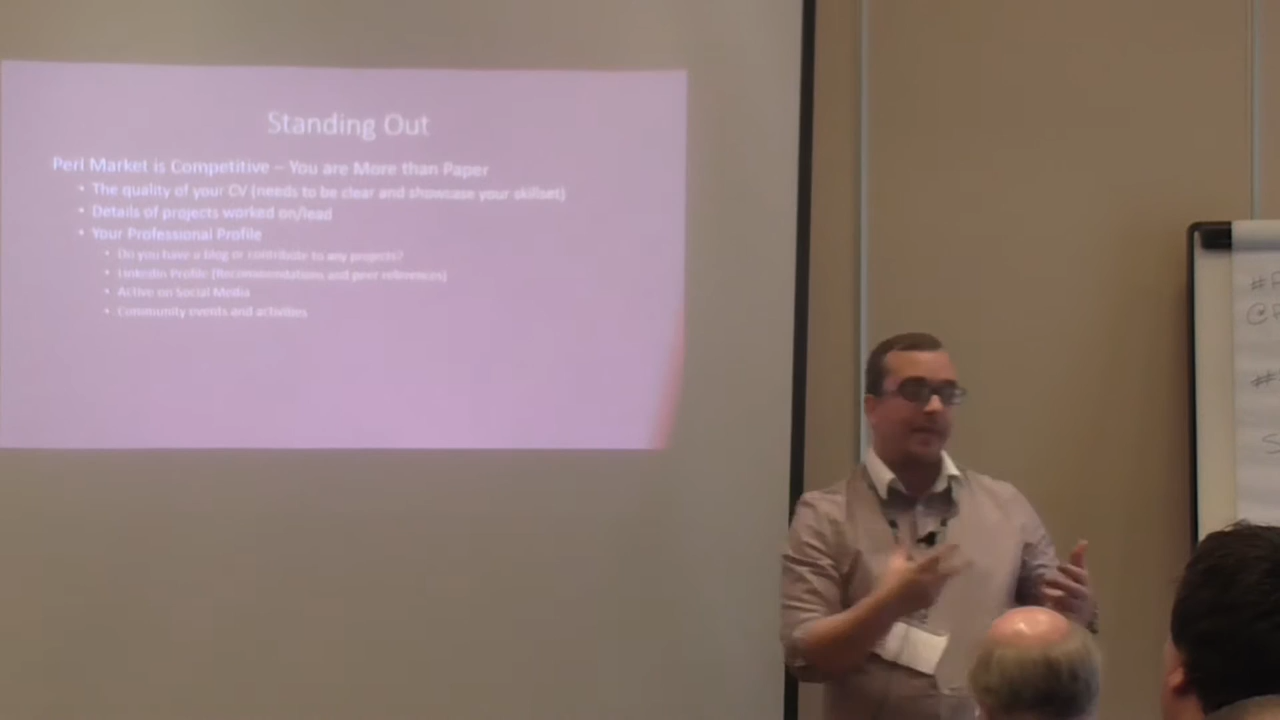 Standing Out
Perl Market is Competitive – You are More than Paper
• The quality of your CV (needs to be clear and showcase your skillset)
• Details of projects worked on/lead
• Your Professional Profile
• Do you have a blog or contribute to any projects?
• LinkedIn Profile (Recommendations and peer references)
• Active on Social Media
• Community events and activities
#
@
##
S